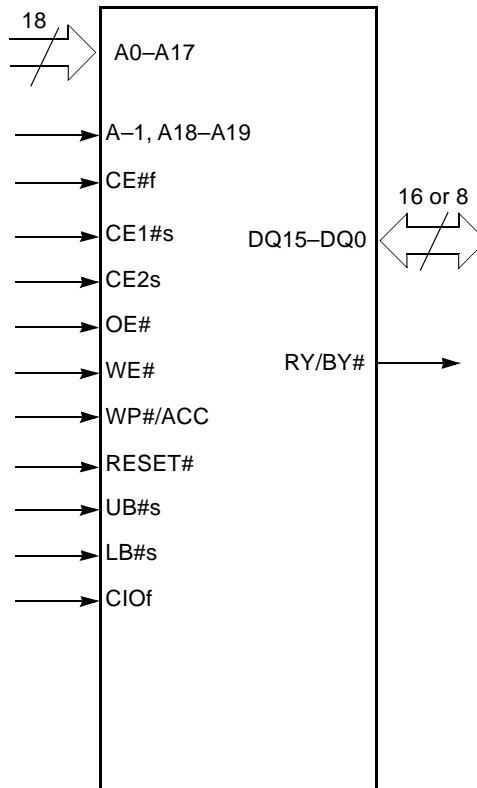 18
A0–A17
A–1, A18–A19
CE#f
CE1#s
CE2s
OE#
WE#
WP#/ACC
RESET#
UB#s
LB#s
CIOf
16 or 8
DQ15–DQ0
RY/BY#